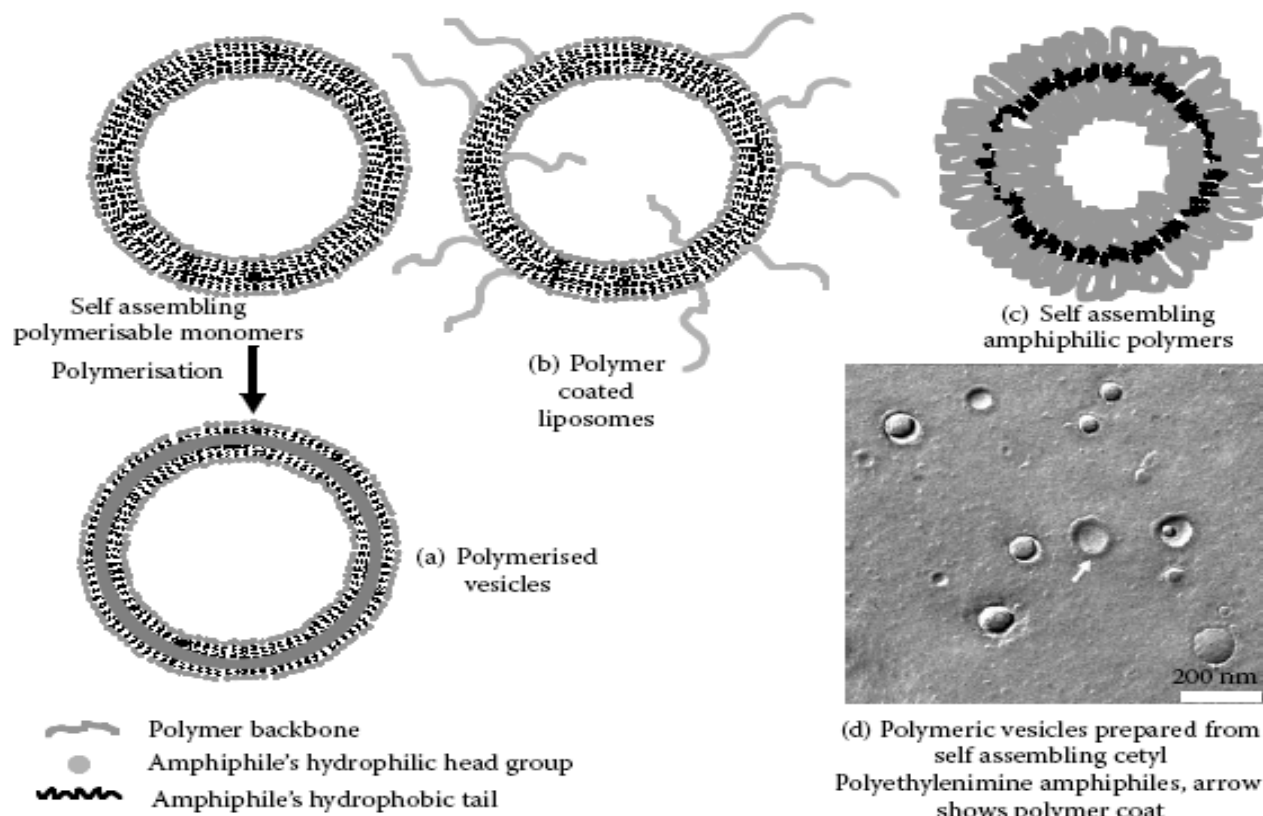 Self assembling
polymerisable monomers
Polymerisation
(a) Polymerised
vesicles
(b) Polymer
coated
liposomes
(c) Self assembling
amphiphilic polymers
200 nm
(d) Polymeric vesicles prepared from
self assembling cetyl
Polyethylenimine amphiphiles, arrow
shows polymer coat
Polymer backbone
Amphiphile's hydrophilic head group
Amphiphile's hydrophobic tail